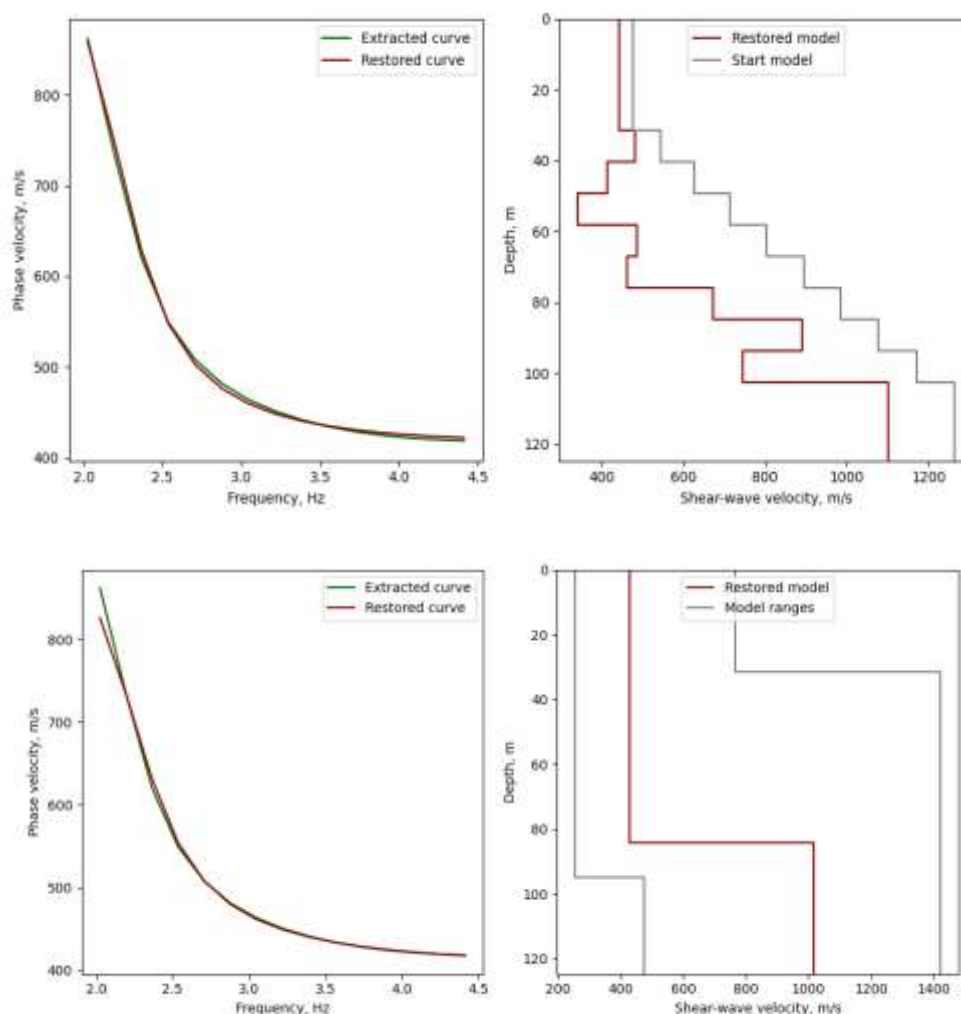 Extracted curve
Restored curve
800
700
600
500
400
Phase velocity, m/s
2.0 2.5 3.0 3.5 4.0 4.5
Frequency, Hz
Restored model
Start model
0
20
40
60
80
100
120
Depth, m
400 600 800 1000 1200
Shear-wave velocity, m/s
Extracted curve
Restored curve
800
700
600
500
400
Phase velocity, m/s
2.0 2.5 3.0 3.5 4.0 4.5
Frequency, Hz
Restored model
Model ranges
0
20
40
60
80
100
120
Depth, m
200 400 600 800 1000 1200 1400
Shear-wave velocity, m/s